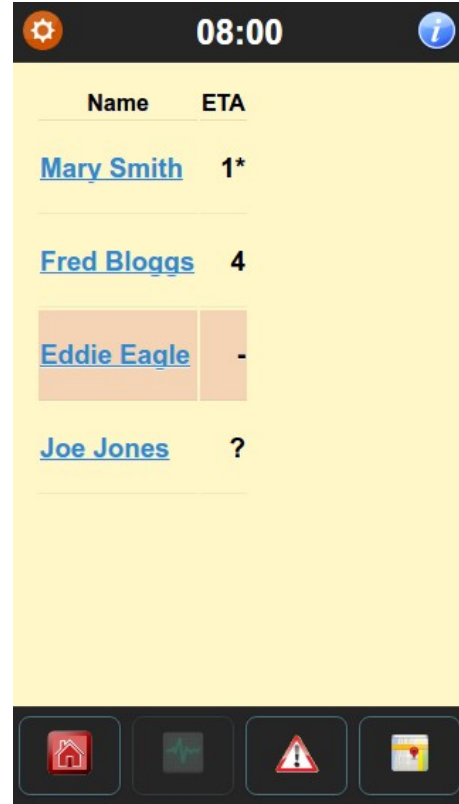 08:00
i
Name ETA
Mary Smith 1*
Fred Bloggs 4
Eddie Eagle -
Joe Jones ?